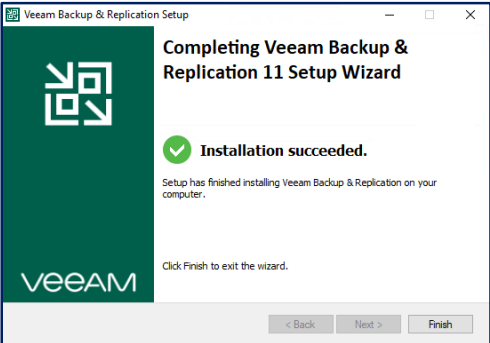 Veeam Backup & Replication Setup
Completing Veeam Backup &
Replication 11 Setup Wizard
Installation succeeded.
Setup has finished installing Veeam Backup & Replication on your
computer.
Click Finish to exit the wizard.
VEEAM
< Back Next > Finish